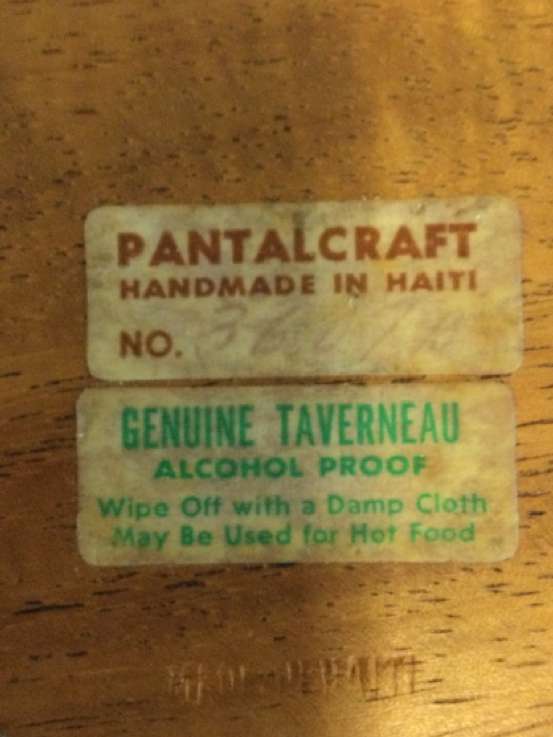 PANTALCRAFT
HANDMADE IN HAITI
NO.
GENUINE TAVERNEAU
ALCOHOL PROOF
Wipe Off with a Damp Cloth
May Be Used for Hot Food